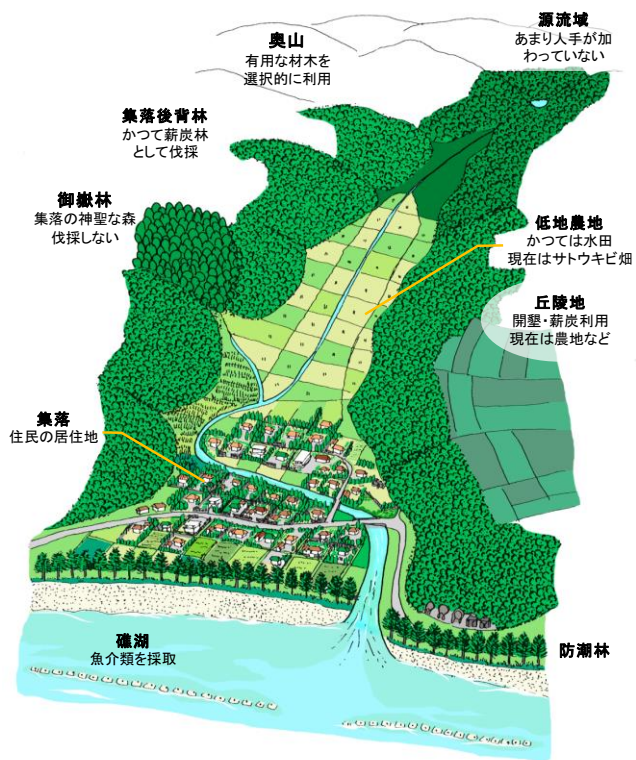 源流域
あまり人手が加
わっていない
奥山
有用な材木を
選択的に利用
集落後背林
かつて薪炭林
として伐採
御嶽林
集落の神聖な森
伐採しない
低地農地
かつては水田
現在はサトウキビ畑
丘陵地
開墾・薪炭利用
現在は農地など
集落
住民の居住地
礁湖
魚介類を採取
防潮林